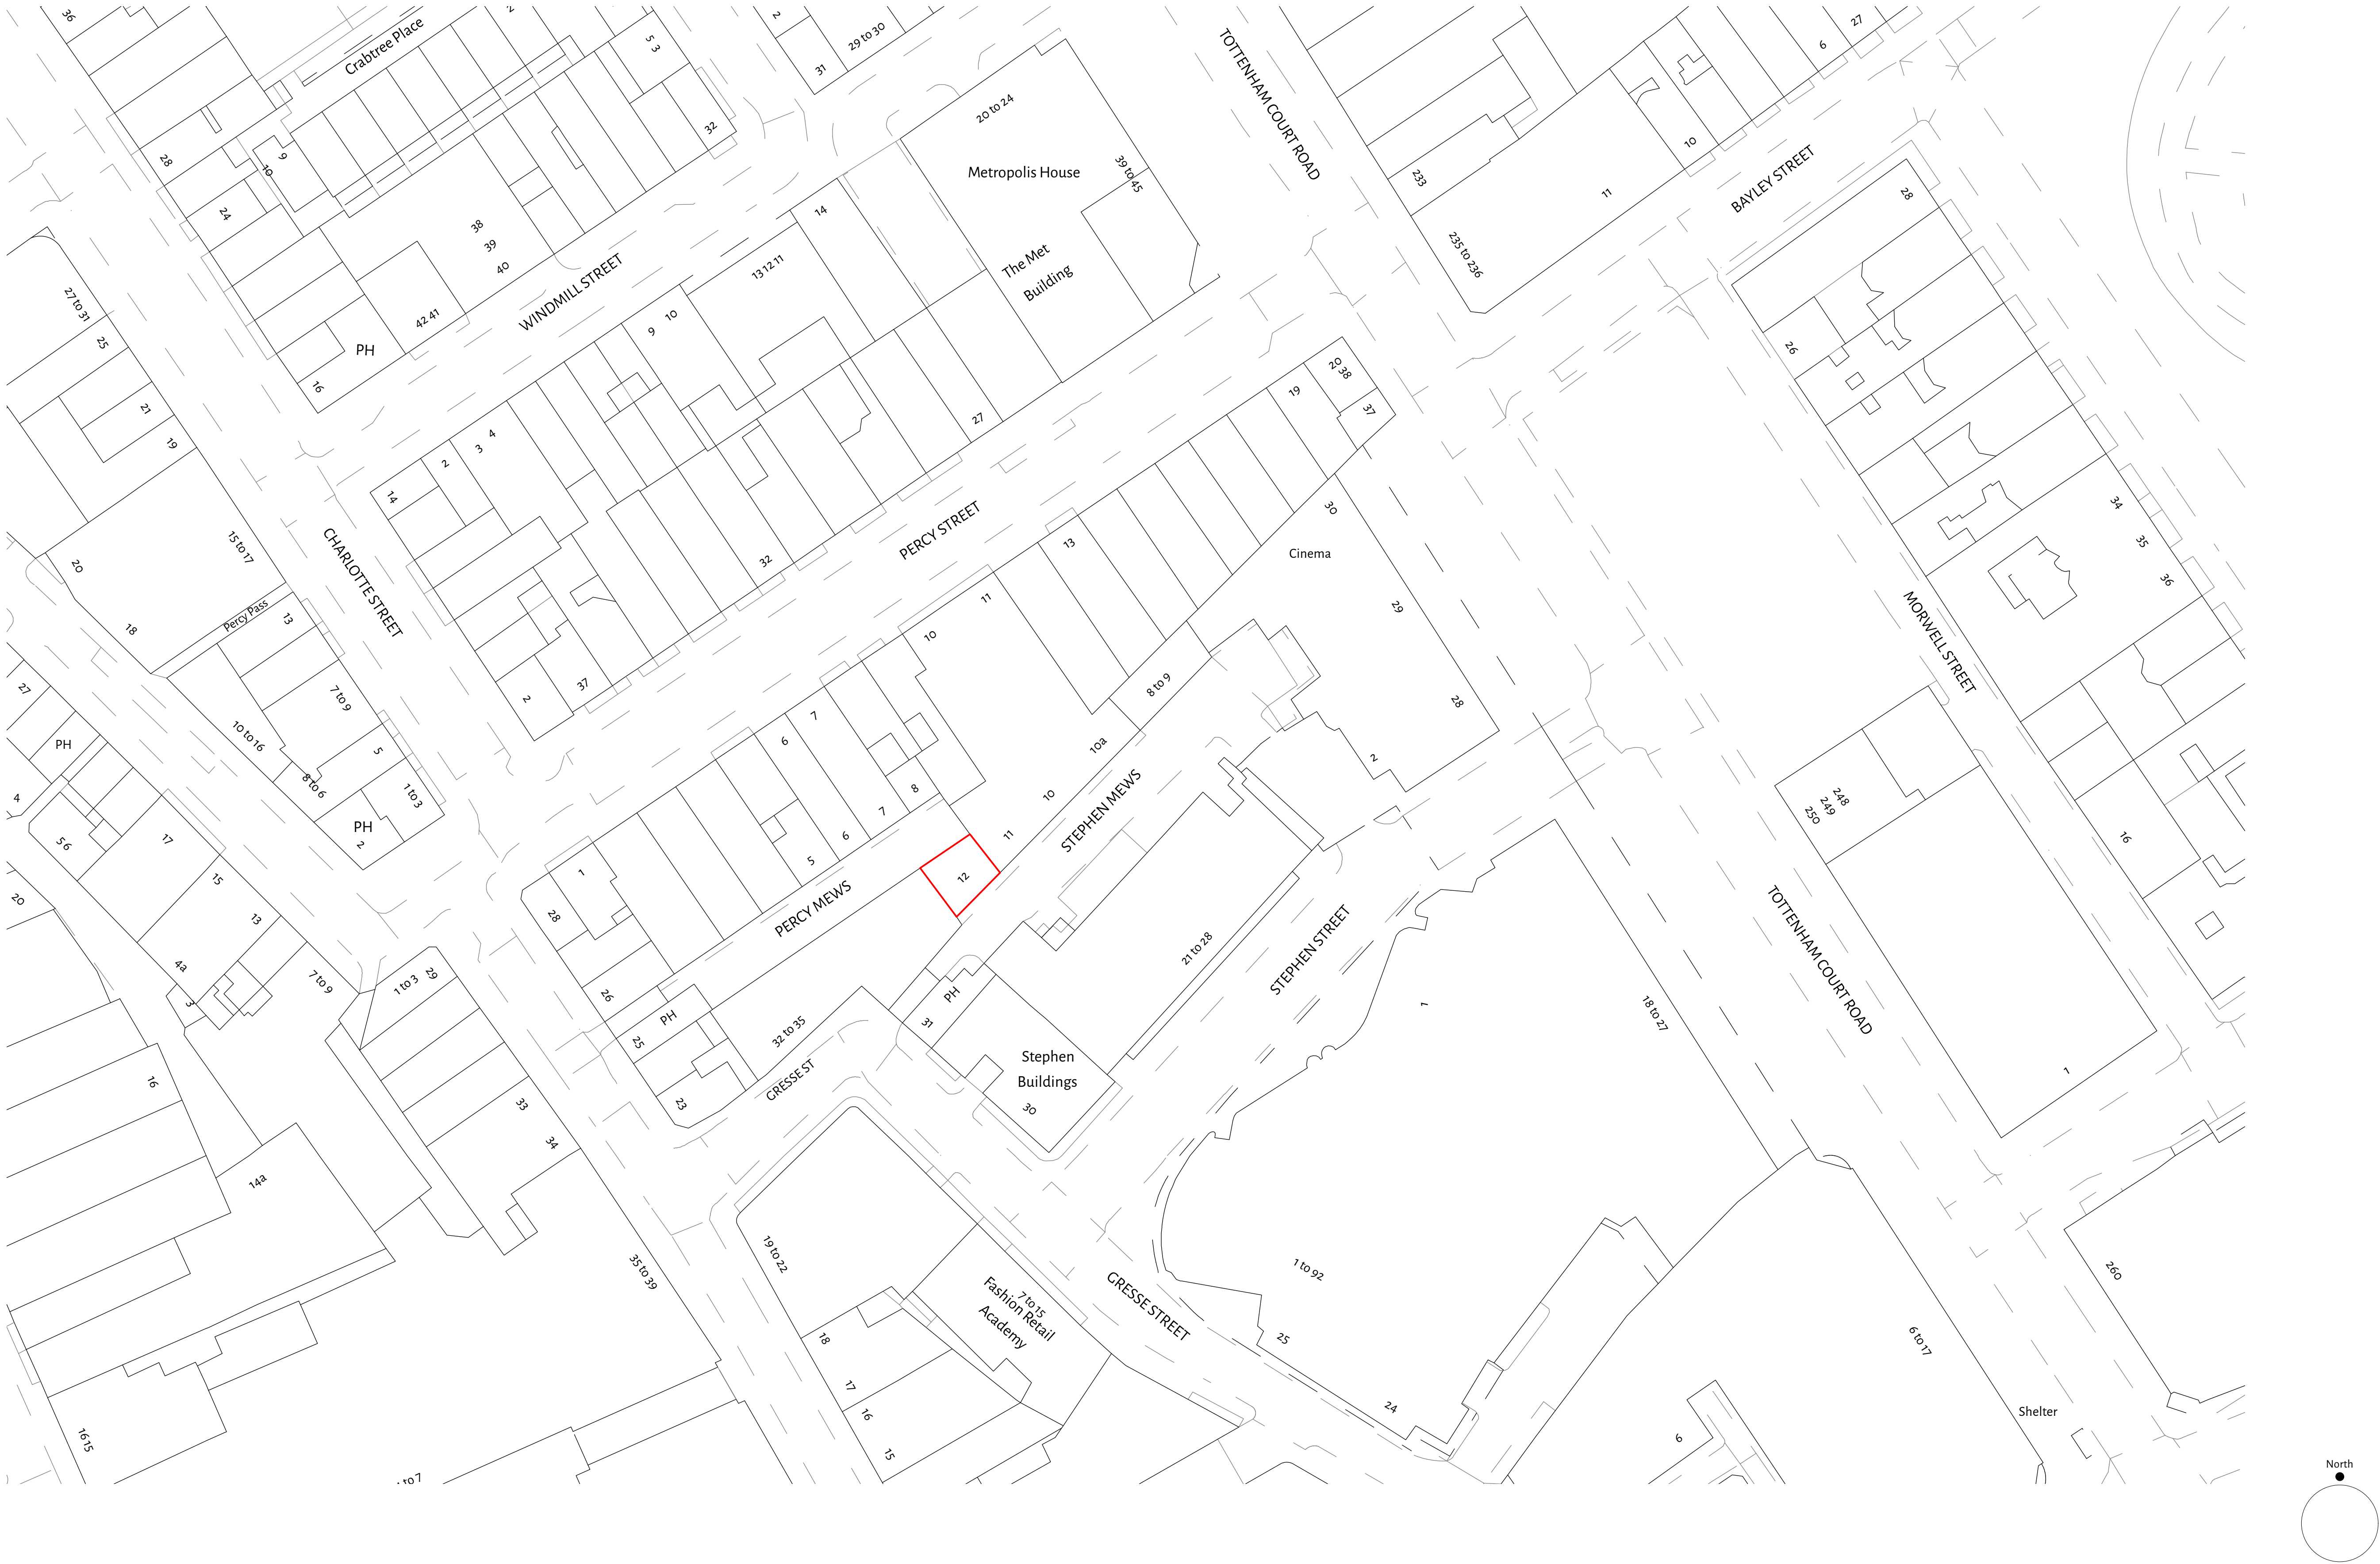 36
Crabtree Place
2
5 3
2
29 to 30
31
TOTTENHAM COURT ROAD
6
27
20 to 24
Metropolis House
39 to 45
28
9
10
32
10
BAYLEY STREET
233
11
28
24
38
39
40
WINDMILL STREET
14
13 12 11
The Met
Building
235 to 236
27 to 31
25
42 41
PH
16
9
10
26
20
38
19
37
21
19
14
2
3
4
27
34
35
36
30
Cinema
15 to 17
20
CHARLOTTE STREET
PERCY STREET
32
13
29
11
Percy Pass
13
18
MORWELL STREET
10
27
7 to 9
2
37
8 to 9
28
7
6
10a
PH
10 to 16
5
8 to 6
1 to 3
2
STEPHEN MEWS
4
8
7
10
248
249
250
PH
2
5 6
17
6
5
11
16
1
PERCY MEWS
12
15
20
28
13
STEPHEN STREET
TOTTENHAM COURT ROAD
21 to 28
4a
29
1 to 3
7 to 9
3
26
PH
1
18 to 27
PH
25
31
32 to 35
Stephen
Buildings
30
1
GRESSE ST
16
23
33
34
14a
19 to 22
35 to 39
1 to 92
260
GRESSE STREET
7 to 15
Fashion Retail
Academy
18
25
6 to 17
17
16
24
Shelter
15
16 15
6
to 7
North